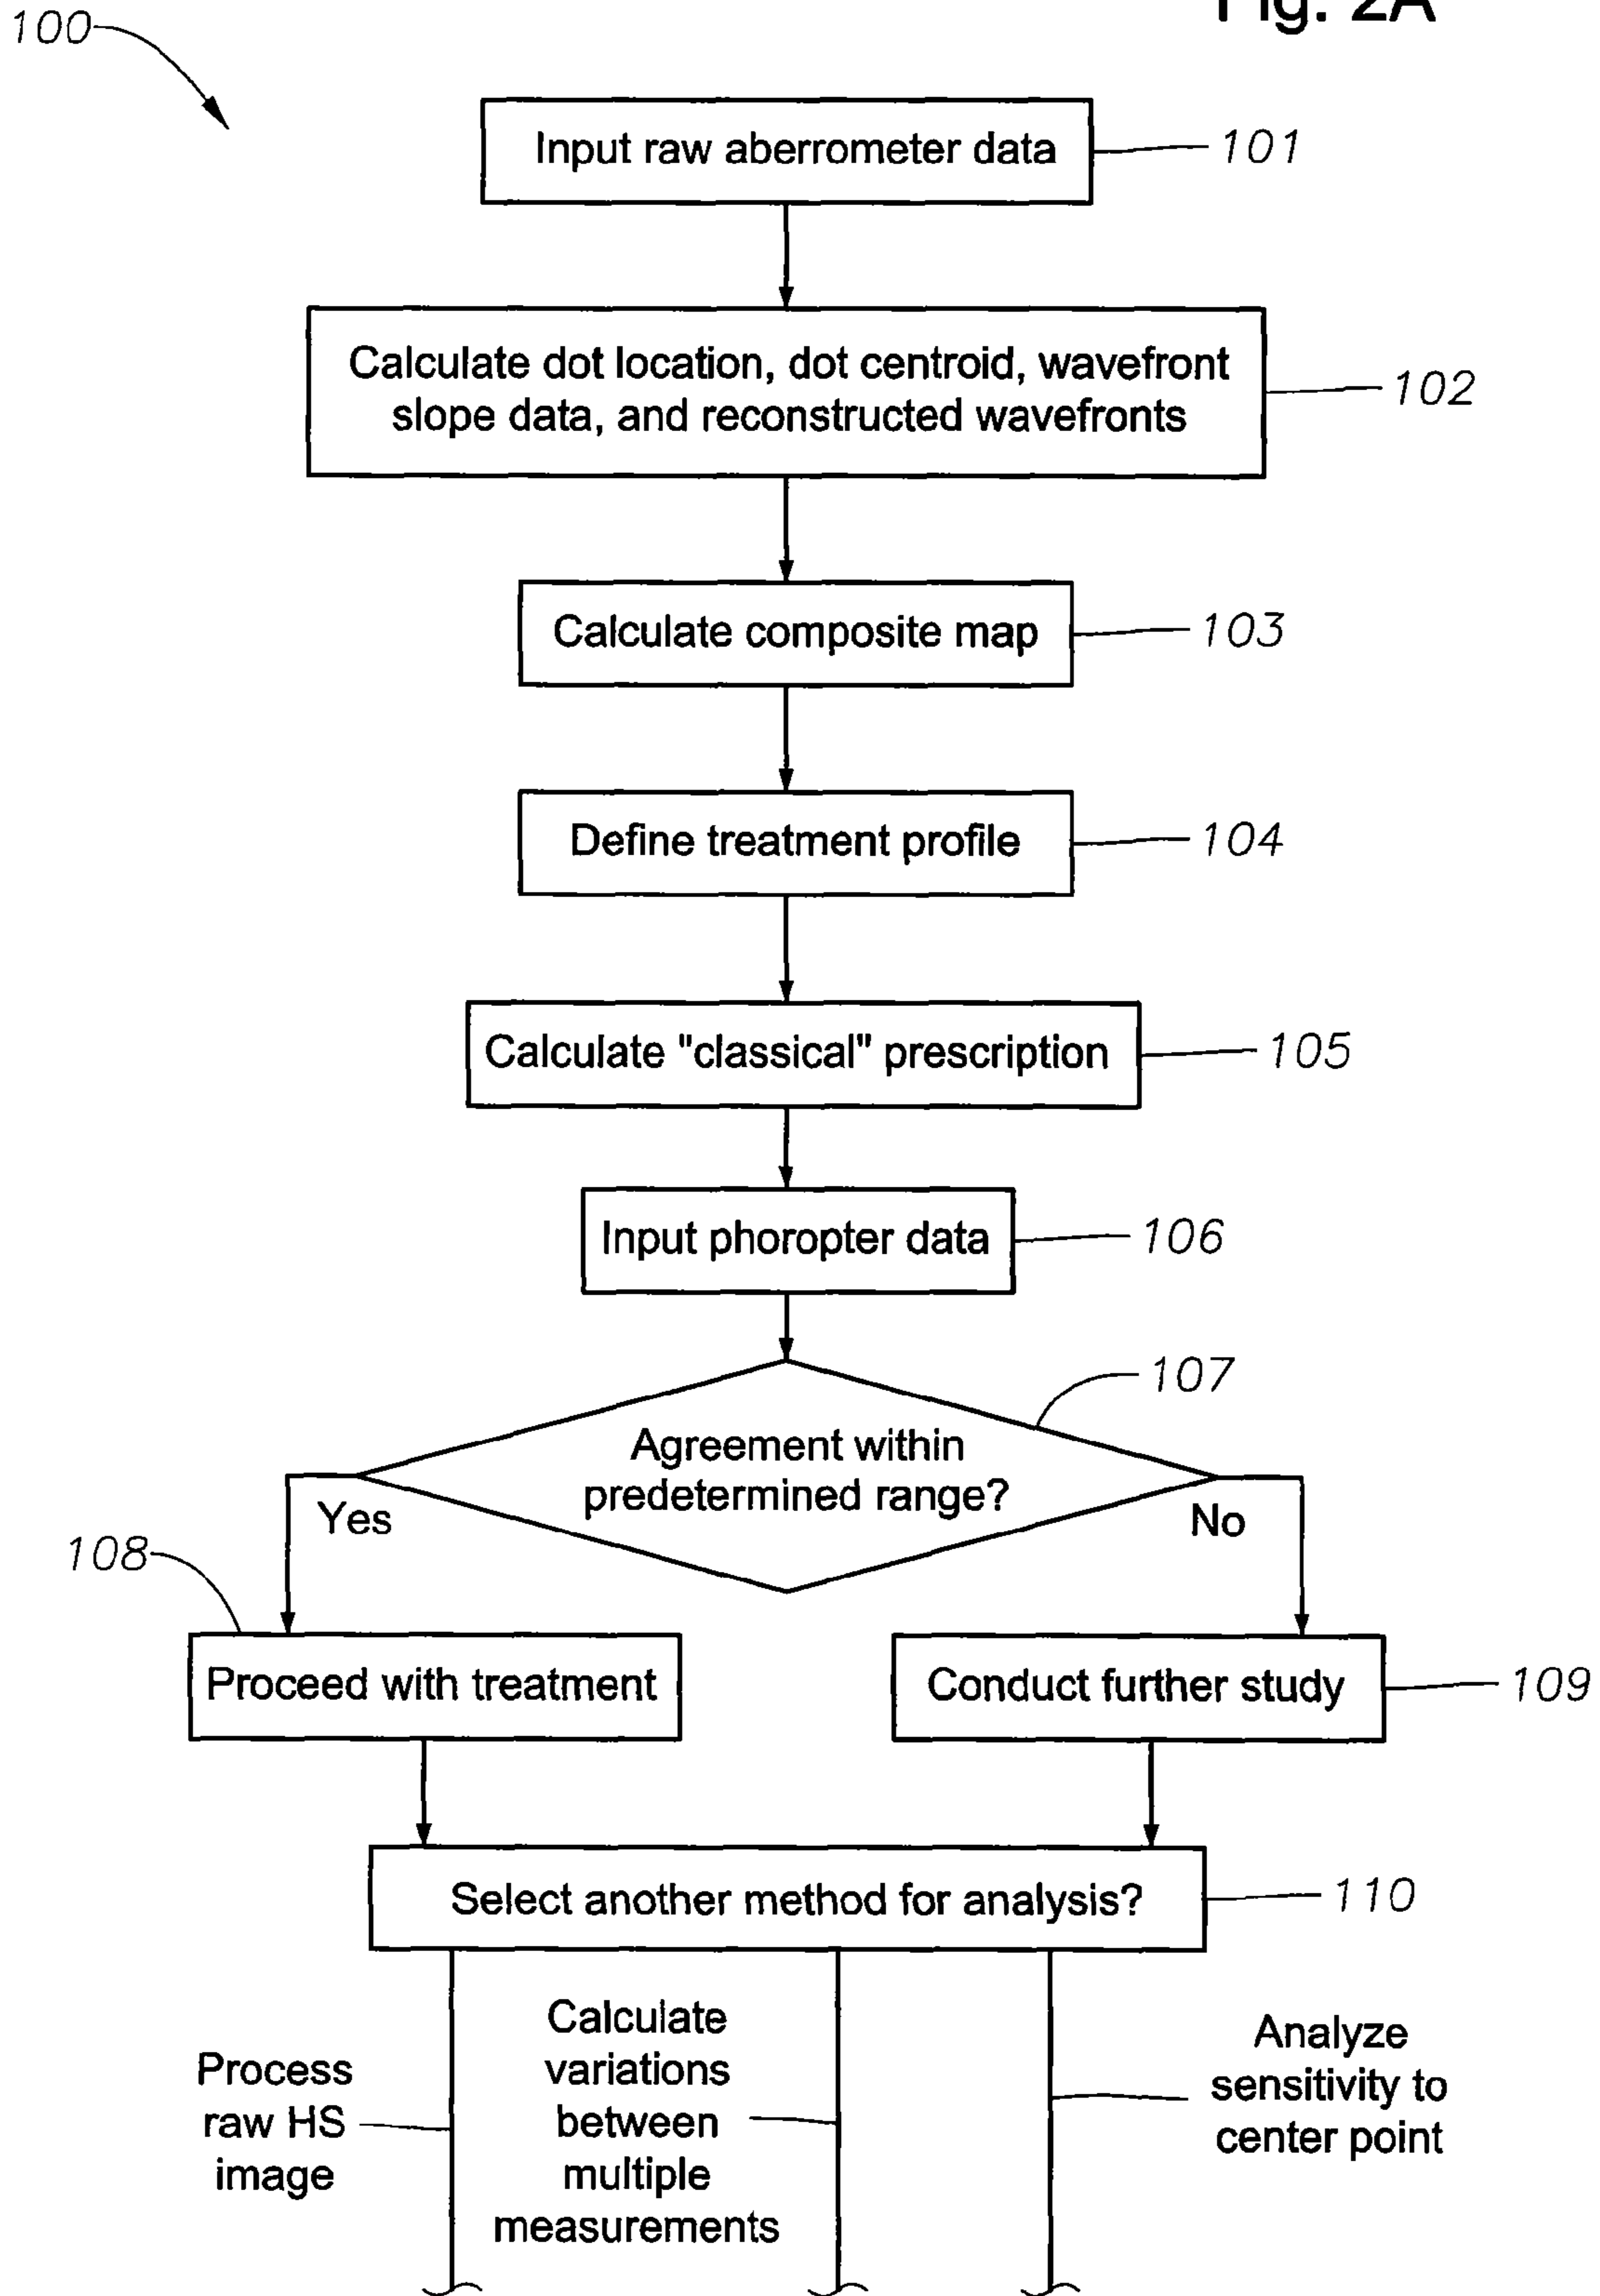 Fig. 2A
100
Input raw aberrometer data
101
Calculate dot location, dot centroid, wavefront
slope data, and reconstructed wavefronts
102
Calculate composite map
103
Define treatment profile
104
Calculate "classical" prescription
105
Input phoropter data
106
107
Agreement within
predetermined range?
Yes
No
108
Proceed with treatment
Conduct further study
109
Select another method for analysis?
110
Process
raw HS
image
Calculate
variations
between
multiple
measurements
Analyze
sensitivity to
center point